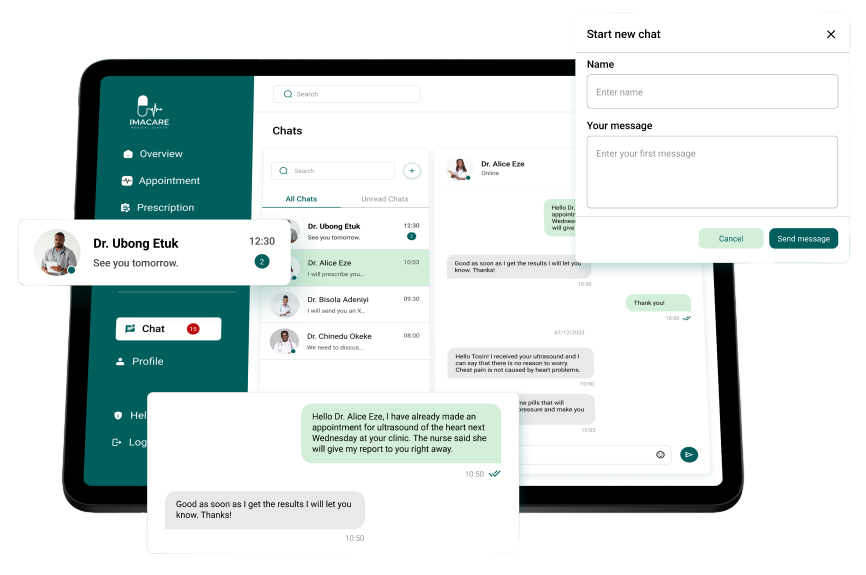 Start new chat
Name
Enter name
Your message
Enter your first message
Cancel
Send message
IMACARE
MEDICAL CENTER
Overview
Appointment
Prescription
Chat
15
Profile
Hel
Log
Search
Chats
Search
All Chats
Unread Chats
Dr. Ubong Etuk
12:30
See you tomorrow.
2
Dr. Alice Eze
10:03
I will prescribe you...
Dr. Bisola Adeniyi
09:30
I will send you an X...
Dr. Chinedu Okeke
08:00
We need to discus...
Dr. Ubong Etuk
12:30
See you tomorrow.
2
Dr. Alice Eze
Online
Hello Dr.
appointm
Wednes
will give
Good as soon as I get the results I will let you
know. Thanks!
10:50
Thank you!
10:50
07/12/2023
Hello Tosin! I received your ultrasound and I
can say that there is no reason to worry.
Chest pain is not caused by heart problems.
10:00
me pills that will
pressure and make you
10:03
Hello Dr. Alice Eze, I have already made an
appointment for ultrasound of the heart next
Wednesday at your clinic. The nurse said she
will give my report to you right away.
10:50
Good as soon as I get the results I will let you
know. Thanks!
10:50